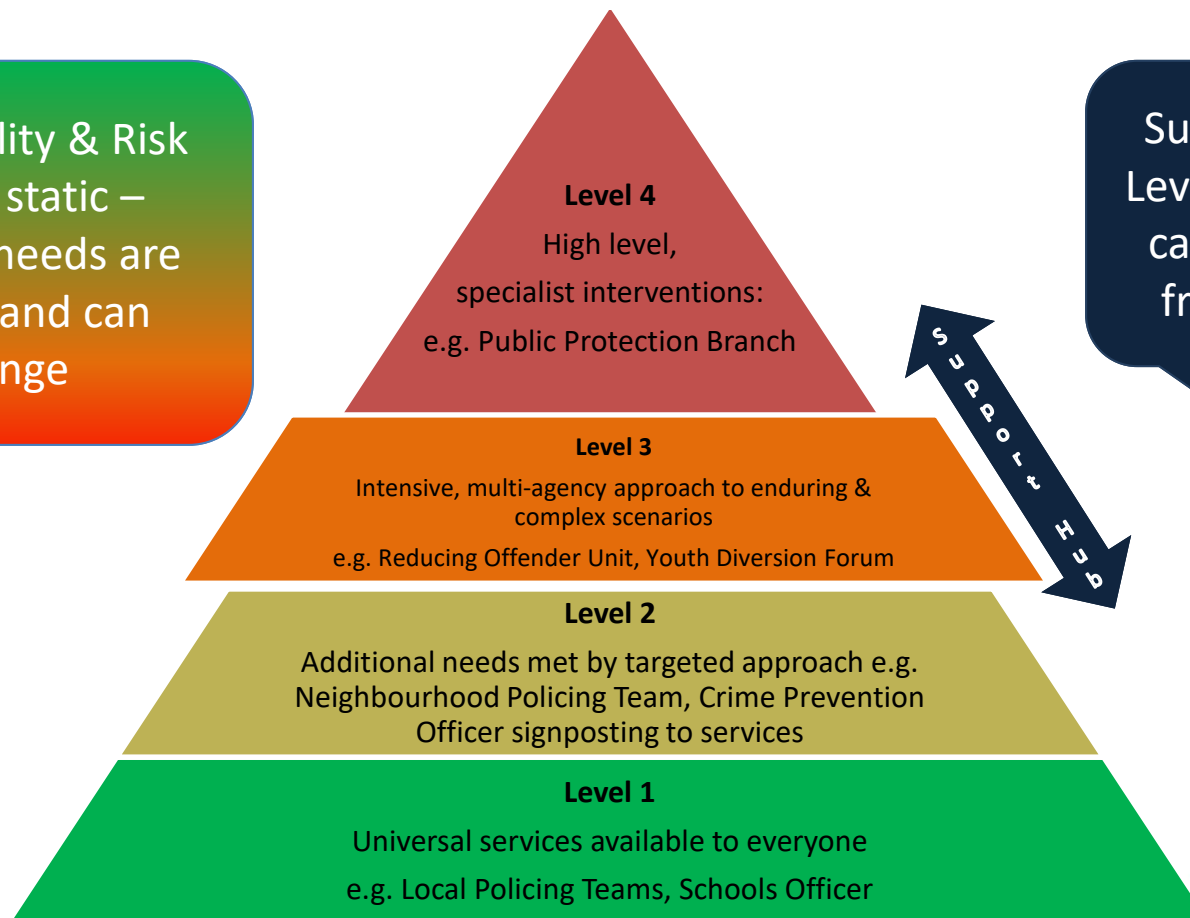 lity & Risk
static –
needs are
and can
nge
Level 4
High level,
specialist interventions:
e.g. Public Protection Branch
Su
Lev
ca
fr
Support Hub
Level 3
Intensive, multi-agency approach to enduring &
complex scenarios
e.g. Reducing Offender Unit, Youth Diversion Forum
Level 2
Additional needs met by targeted approach e.g.
Neighbourhood Policing Team, Crime Prevention
Officer signposting to services
Level 1
Universal services available to everyone
e.g. Local Policing Teams, Schools Officer